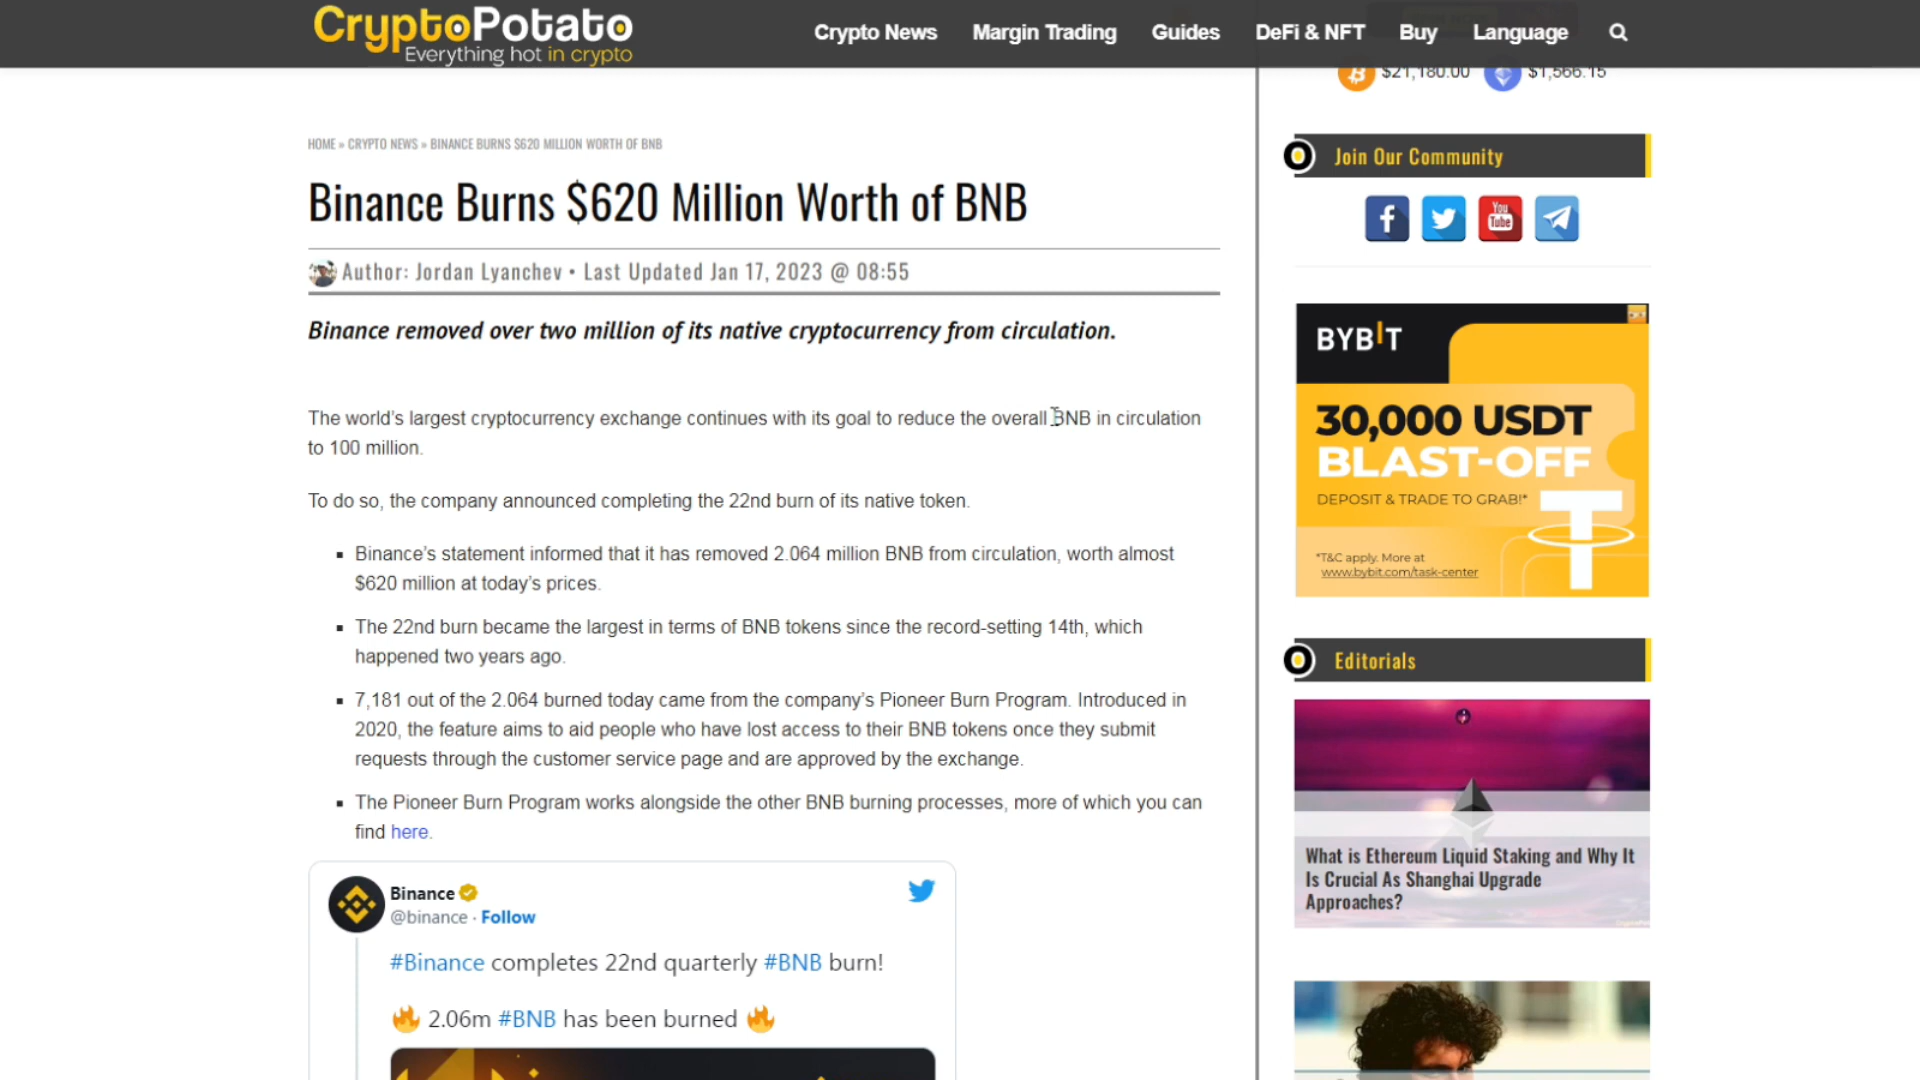 CryptoPotato
Everything hot in crypto
Crypto News Margin Trading Guides DeFi & NFT Buy Language
$21,180.00 $1,566.15
HOME » CRYPTO NEWS » BINANCE BURNS $620 MILLION WORTH OF BNB
Binance Burns $620 Million Worth of BNB
Author: Jordan Lyanchev • Last Updated Jan 17, 2023 @ 08:55
Binance removed over two million of its native cryptocurrency from circulation.
The world's largest cryptocurrency exchange continues with its goal to reduce the overall BNB in circulation
to 100 million.
To do so, the company announced completing the 22nd burn of its native token.
▪ Binance's statement informed that it has removed 2.064 million BNB from circulation, worth almost
$620 million at today's prices.
▪ The 22nd burn became the largest in terms of BNB tokens since the record-setting 14th, which
happened two years ago.
▪ 7,181 out of the 2.064 burned today came from the company's Pioneer Burn Program. Introduced in
2020, the feature aims to aid people who have lost access to their BNB tokens once they submit
requests through the customer service page and are approved by the exchange.
▪ The Pioneer Burn Program works alongside the other BNB burning processes, more of which you can
find here.
Binance
@binance · Follow
#Binance completes 22nd quarterly #BNB burn!
🔥 2.06m #BNB has been burned 🔥
Join Our Community
You
Tube
BYBIT
30,000 USDT
BLAST-OFF
DEPOSIT & TRADE TO GRAB!*
*T&C apply. More at
www.bybit.com/task-center
Editorials
What is Ethereum Liquid Staking and Why It
Is Crucial As Shanghai Upgrade
Approaches?